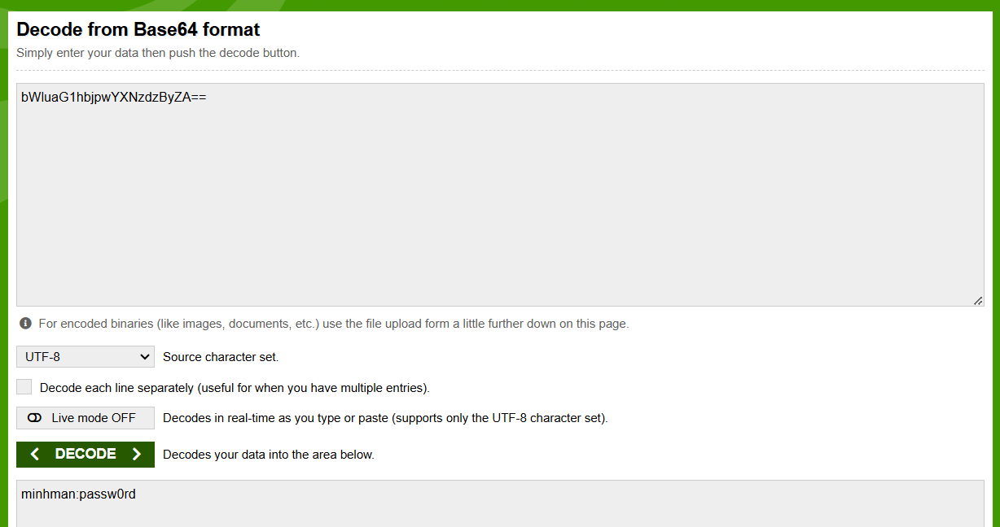 Decode from Base64 format
Simply enter your data then push the decode button.
bWluaG1hbjpwYXNzdzByZA==
For encoded binaries (like images, documents, etc.) use the file upload form a little further down on this page.
UTF-8 Source character set.
Decode each line separately (useful for when you have multiple entries).
Live mode OFF Decodes in real-time as you type or paste (supports only the UTF-8 character set).
DECODE Decodes your data into the area below.
minhman:passw0rd